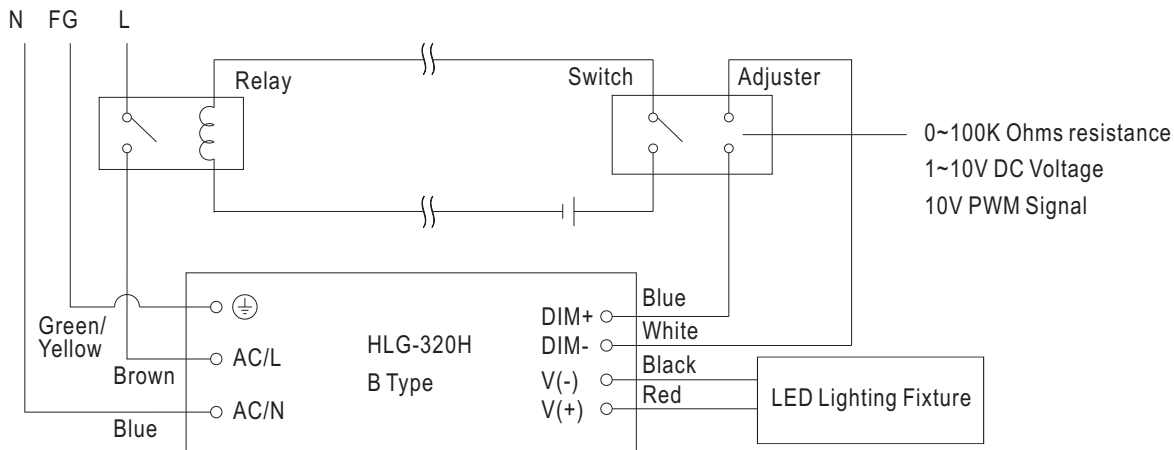 N FG L
Relay
Switch
Adjuster
0~100K Ohms resistance
1~10V DC Voltage
10V PWM Signal
Green/
Yellow
Brown
Blue
AC/L
AC/N
HLG-320H
B Type
DIM+
DIM-
V(-)
V(+)
Blue
White
Black
Red
LED Lighting Fixture